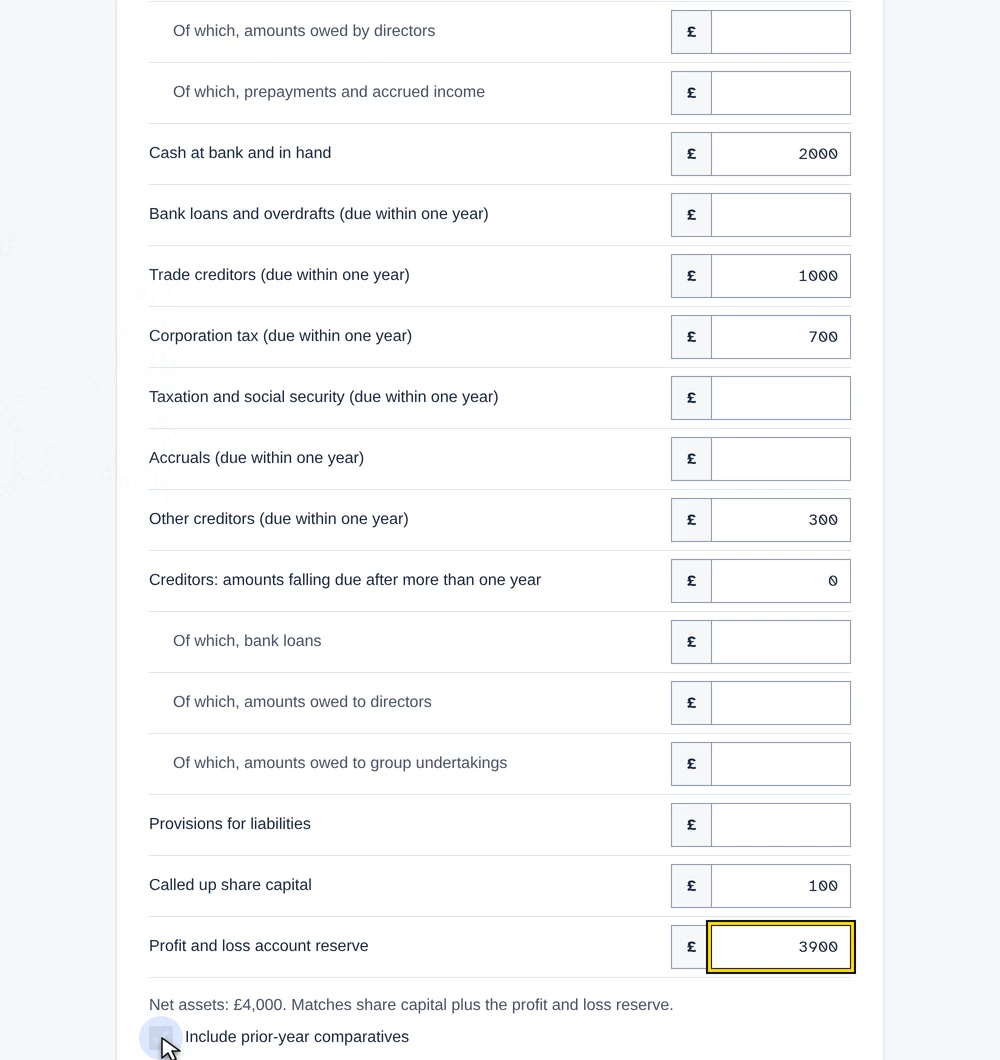 Of which, amounts owed by directors £
Of which, prepayments and accrued income £
Cash at bank and in hand £ 2000
Bank loans and overdrafts (due within one year) £
Trade creditors (due within one year) £ 1000
Corporation tax (due within one year) £ 700
Taxation and social security (due within one year) £
Accruals (due within one year) £
Other creditors (due within one year) £ 300
Creditors: amounts falling due after more than one year £ 0
Of which, bank loans £
Of which, amounts owed to directors £
Of which, amounts owed to group undertakings £
Provisions for liabilities £
Called up share capital £ 100
Profit and loss account reserve £ 3900
Net assets: £4,000. Matches share capital plus the profit and loss reserve.
Include prior-year comparatives